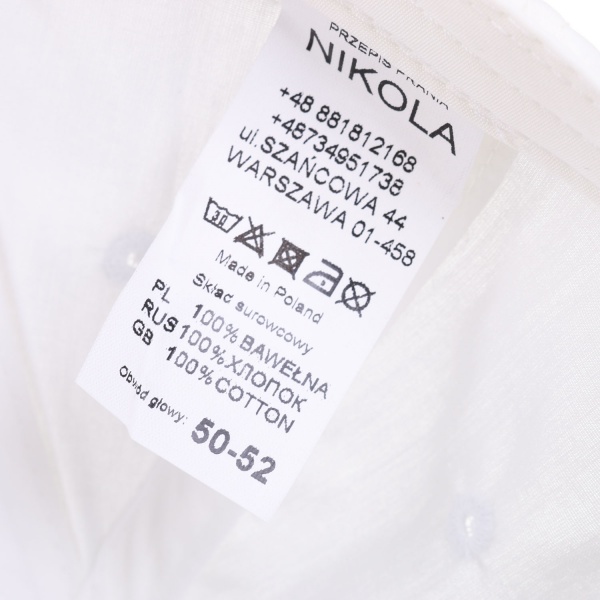 PRZEPIS PRANIA
NIKOLA
+48 881812168
+48734951738
ul.SZAŃCOWA 44
WARSZAWA 01-458
30
Made in Poland
Skład surowcowy
PL 100% BAWEŁNA
RUS 100% ХЛОПОК
GB 100% COTTON
Obwód głowy: 50-52